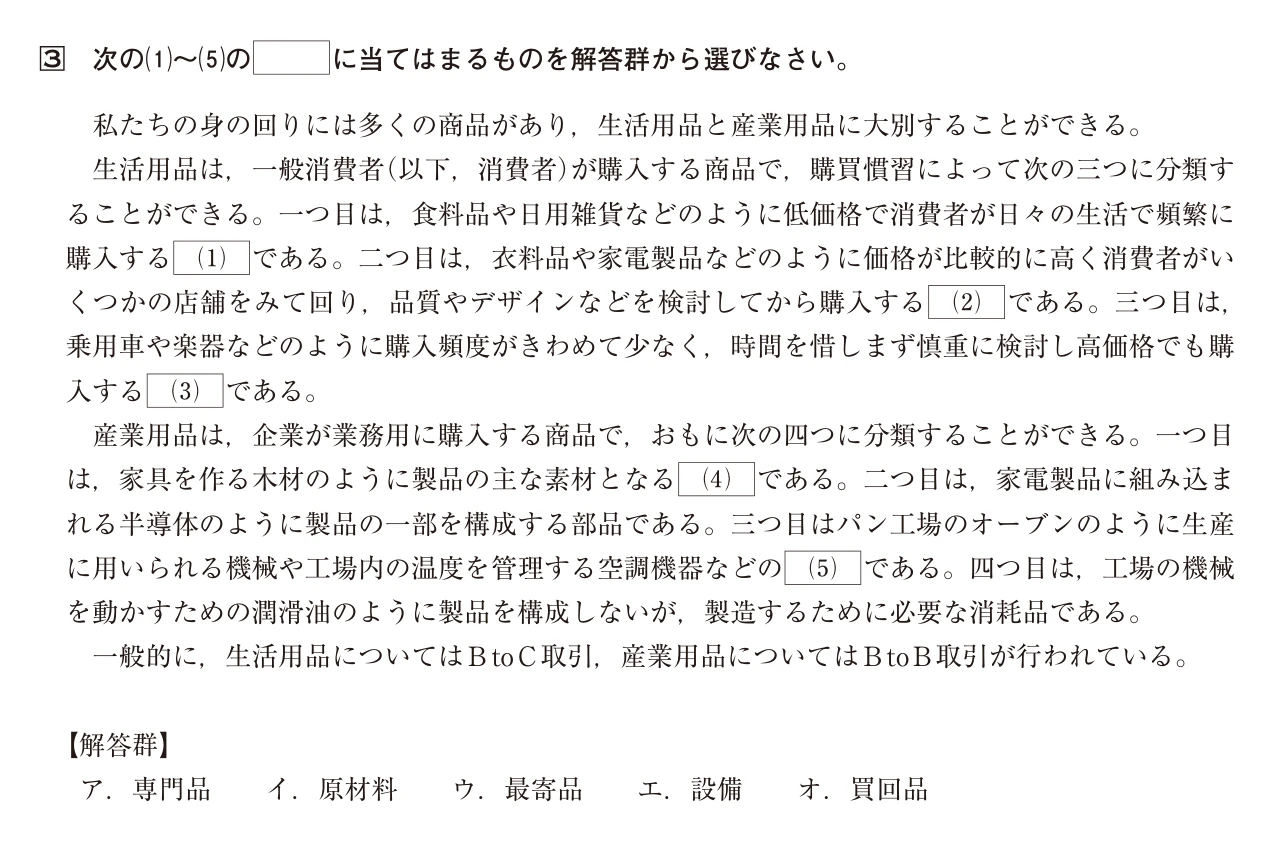 3 次の⑴～⑸の　　　に当てはまるものを解答群から選びなさい。
私たちの身の回りには多くの商品があり，生活用品と産業用品に大別することができる。
生活用品は，一般消費者（以下，消費者）が購入する商品で，購買慣習によって次の三つに分類す
ることができる。一つ目は，食料品や日用雑貨などのように低価格で消費者が日々の生活で頻繁に
購入する ⑴ である。二つ目は，衣料品や家電製品などのように価格が比較的に高く消費者がい
くつかの店舗をみて回り，品質やデザインなどを検討してから購入する ⑵ である。三つ目は，
乗用車や楽器などのように購入頻度がきわめて少なく，時間を惜しまず慎重に検討し高価格でも購
入する ⑶ である。
産業用品は，企業が業務用に購入する商品で，おもに次の四つに分類することができる。一つ目
は，家具を作る木材のように製品の主な素材となる ⑷ である。二つ目は，家電製品に組み込ま
れる半導体のように製品の一部を構成する部品である。三つ目はパン工場のオーブンのように生産
に用いられる機械や工場内の温度を管理する空調機器などの ⑸ である。四つ目は，工場の機械
を動かすための潤滑油のように製品を構成しないが，製造するために必要な消耗品である。
一般的に，生活用品についてはＢtoＣ取引，産業用品についてはＢtoＢ取引が行われている。
【解答群】
ア．専門品　　イ．原材料　　ウ．最寄品　　エ．設備　　オ．買回品